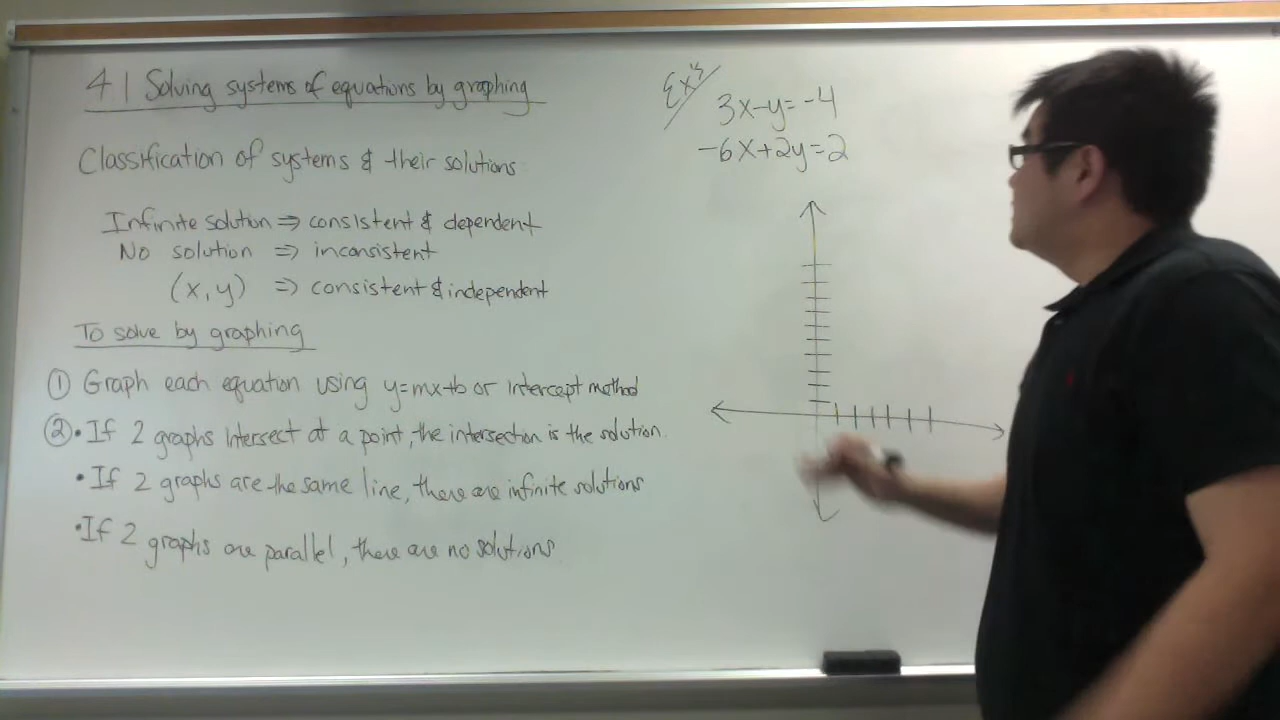 4 1 Solving systems of equations by graphing
Classification of systems & their solutions
Infinite solution ⇒ consistent & dependent
No solution ⇒ inconsistent
(x, y) ⇒ consistent & independent
To solve by graphing
① Graph each equation using y=mx+b or intercept method
② • If 2 graphs Intersect at a point, the intersection is the solution.
• If 2 graphs are the same line, there are infinite solutions
• If 2 graphs are parallel, there are no solutions.
Ex's
3x-y=-4
-6x+2y=2